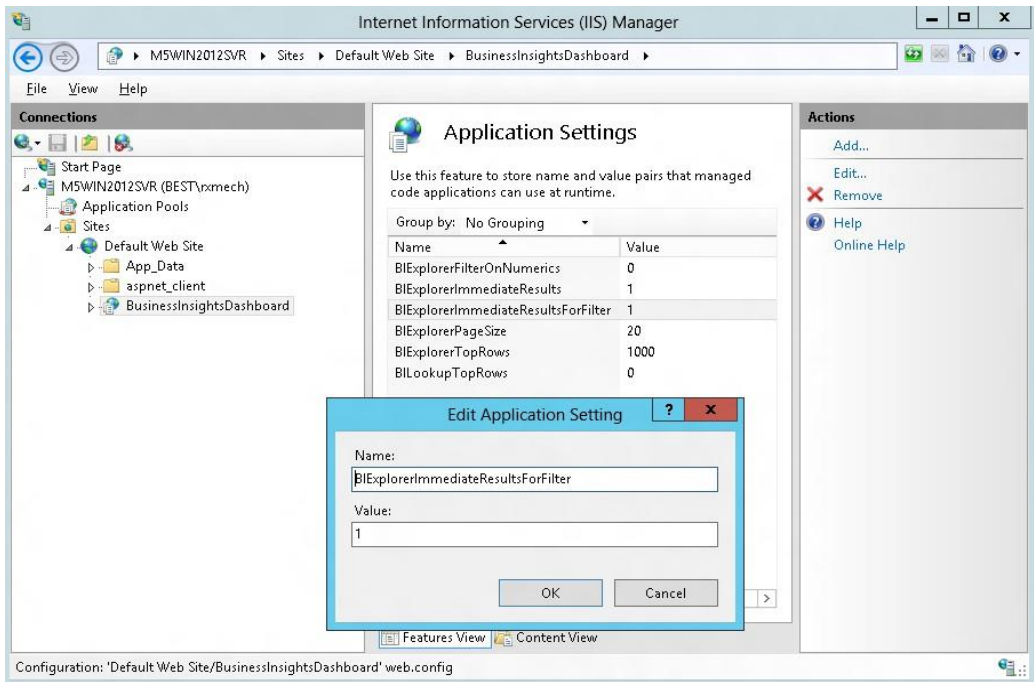 Internet Information Services (IIS) Manager
M5WIN2012SVR Sites Default Web Site BusinessInsightsDashboard
File View Help
Connections
Start Page
M5WIN2012SVR (BEST\rxmech)
Application Pools
Sites
Default Web Site
App_Data
aspnet_client
BusinessInsightsDashboard
Application Settings
Use this feature to store name and value pairs that managed
code applications can use at runtime.
Group by: No Grouping
Name Value
BIExplorerFilterOnNumerics 0
BIExplorerImmediateResults 1
BIExplorerImmediateResultsForFilter 1
BIExplorerPageSize 20
BIExplorerTopRows 1000
BILookupTopRows 0
Edit Application Setting
Name:
BIExplorerImmediateResultsForFilter
Value:
1
OK Cancel
Features View Content View
Actions
Add...
Edit...
Remove
Help
Online Help
Configuration: 'Default Web Site/BusinessInsightsDashboard' web.config